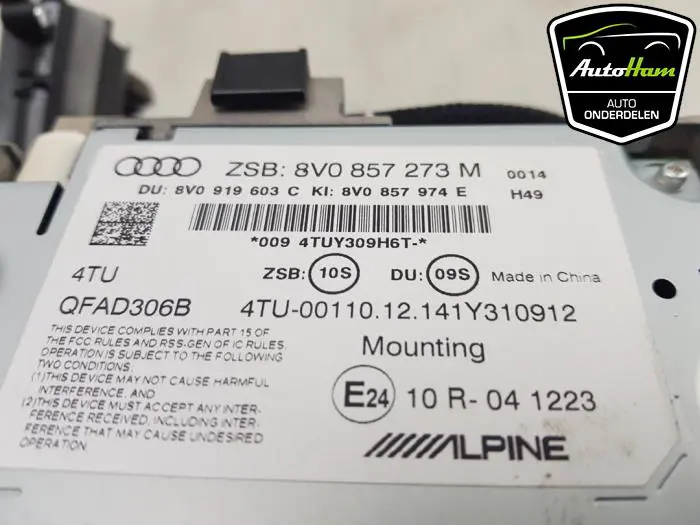 AutoHam
AUTO
ONDERDELEN
ZSB: 8V0 857 273 M 0014
DU: 8V0 919 603 C KI: 8V0 857 974 E H49
*009 4TUY309H6T-*
4TU ZSB: 10S DU: 09S Made in China
QFAD306B 4TU-00110.12.141Y310912
THIS DEVICE COMPLIES WITH PART 15 OF
THE FCC RULES AND RSS-GEN OF IC RULES.
OPERATION IS SUBJECT TO THE FOLLOWING
TWO CONDITIONS:
(1)THIS DEVICE MAY NOT CAUSE HARMFUL
INTERFERENCE, AND
(2)THIS DEVICE MUST ACCEPT ANY INTER-
FERENCE RECEIVED, INCLUDING INTER-
FERENCE THAT MAY CAUSE UNDESIRED
OPERATION.
Mounting
E24 10 R-04 1223
ALPINE